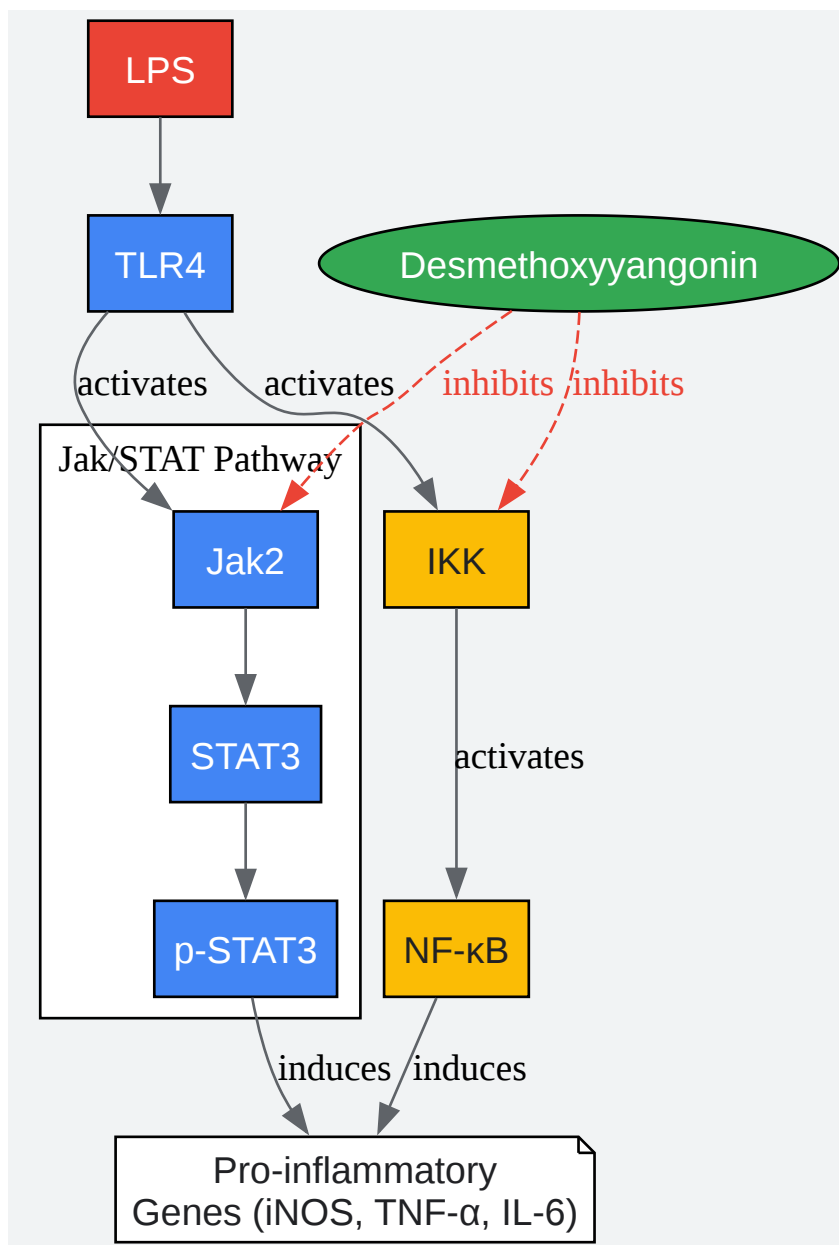 LPS
TLR4
Desmethoxyyangonin
activates
activates
inhibits
inhibits
Jak/STAT Pathway
Jak2
IKK
STAT3
activates
p-STAT3
NF-κB
induces
induces
Pro-inflammatory
Genes (iNOS, TNF-α, IL-6)